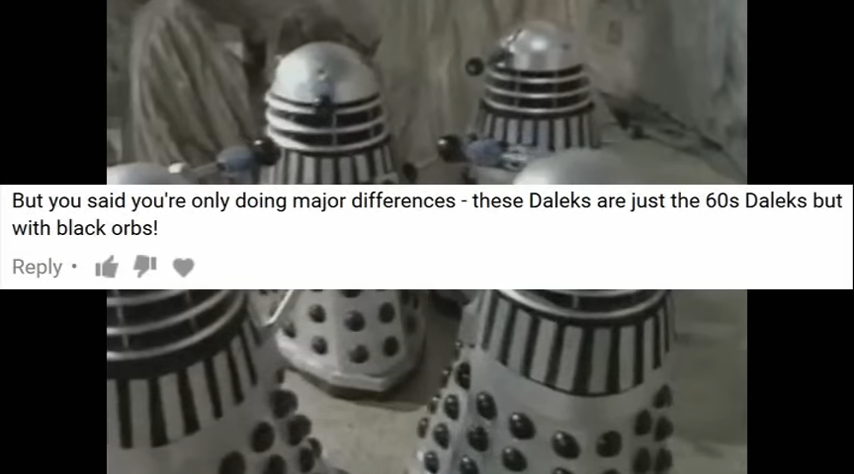 But you said you're only doing major differences - these Daleks are just the 60s Daleks but
with black orbs!
Reply •